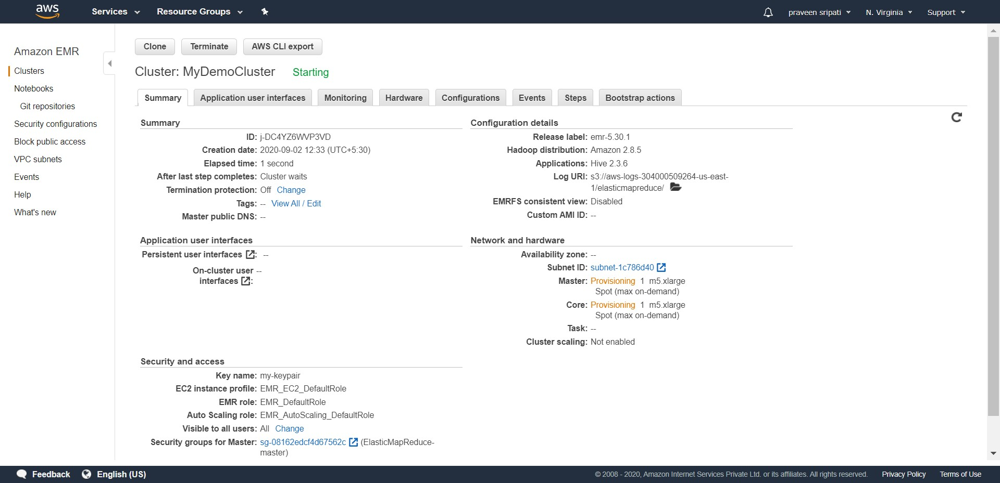 aws Services Resource Groups praveen sripati N. Virginia Support
Amazon EMR
Clusters
Notebooks
Git repositories
Security configurations
Block public access
VPC subnets
Events
Help
What's new
Clone Terminate AWS CLI export
Cluster: MyDemoCluster Starting
Summary Application user interfaces Monitoring Hardware Configurations Events Steps Bootstrap actions
Summary
ID: j-DC4YZ6WVP3VD
Creation date: 2020-09-02 12:33 (UTC+5:30)
Elapsed time: 1 second
After last step completes: Cluster waits
Termination protection: Off Change
Tags: -- View All / Edit
Master public DNS: --
Configuration details
Release label: emr-5.30.1
Hadoop distribution: Amazon 2.8.5
Applications: Hive 2.3.6
Log URI: s3://aws-logs-304000509264-us-east-
1/elasticmapreduce/
EMRFS consistent view: Disabled
Custom AMI ID: --
Application user interfaces
Persistent user interfaces : --
On-cluster user --
interfaces :
Network and hardware
Availability zone: --
Subnet ID: subnet-1c786d40
Master: Provisioning 1 m5.xlarge
Spot (max on-demand)
Core: Provisioning 1 m5.xlarge
Spot (max on-demand)
Task: --
Cluster scaling: Not enabled
Security and access
Key name: my-keypair
EC2 instance profile: EMR_EC2_DefaultRole
EMR role: EMR_DefaultRole
Auto Scaling role: EMR_AutoScaling_DefaultRole
Visible to all users: All Change
Security groups for Master: sg-08162edcf4d67562c (ElasticMapReduce-
master)
Feedback English (US) © 2008 - 2020, Amazon Internet Services Private Ltd. or its affiliates. All rights reserved. Privacy Policy Terms of Use